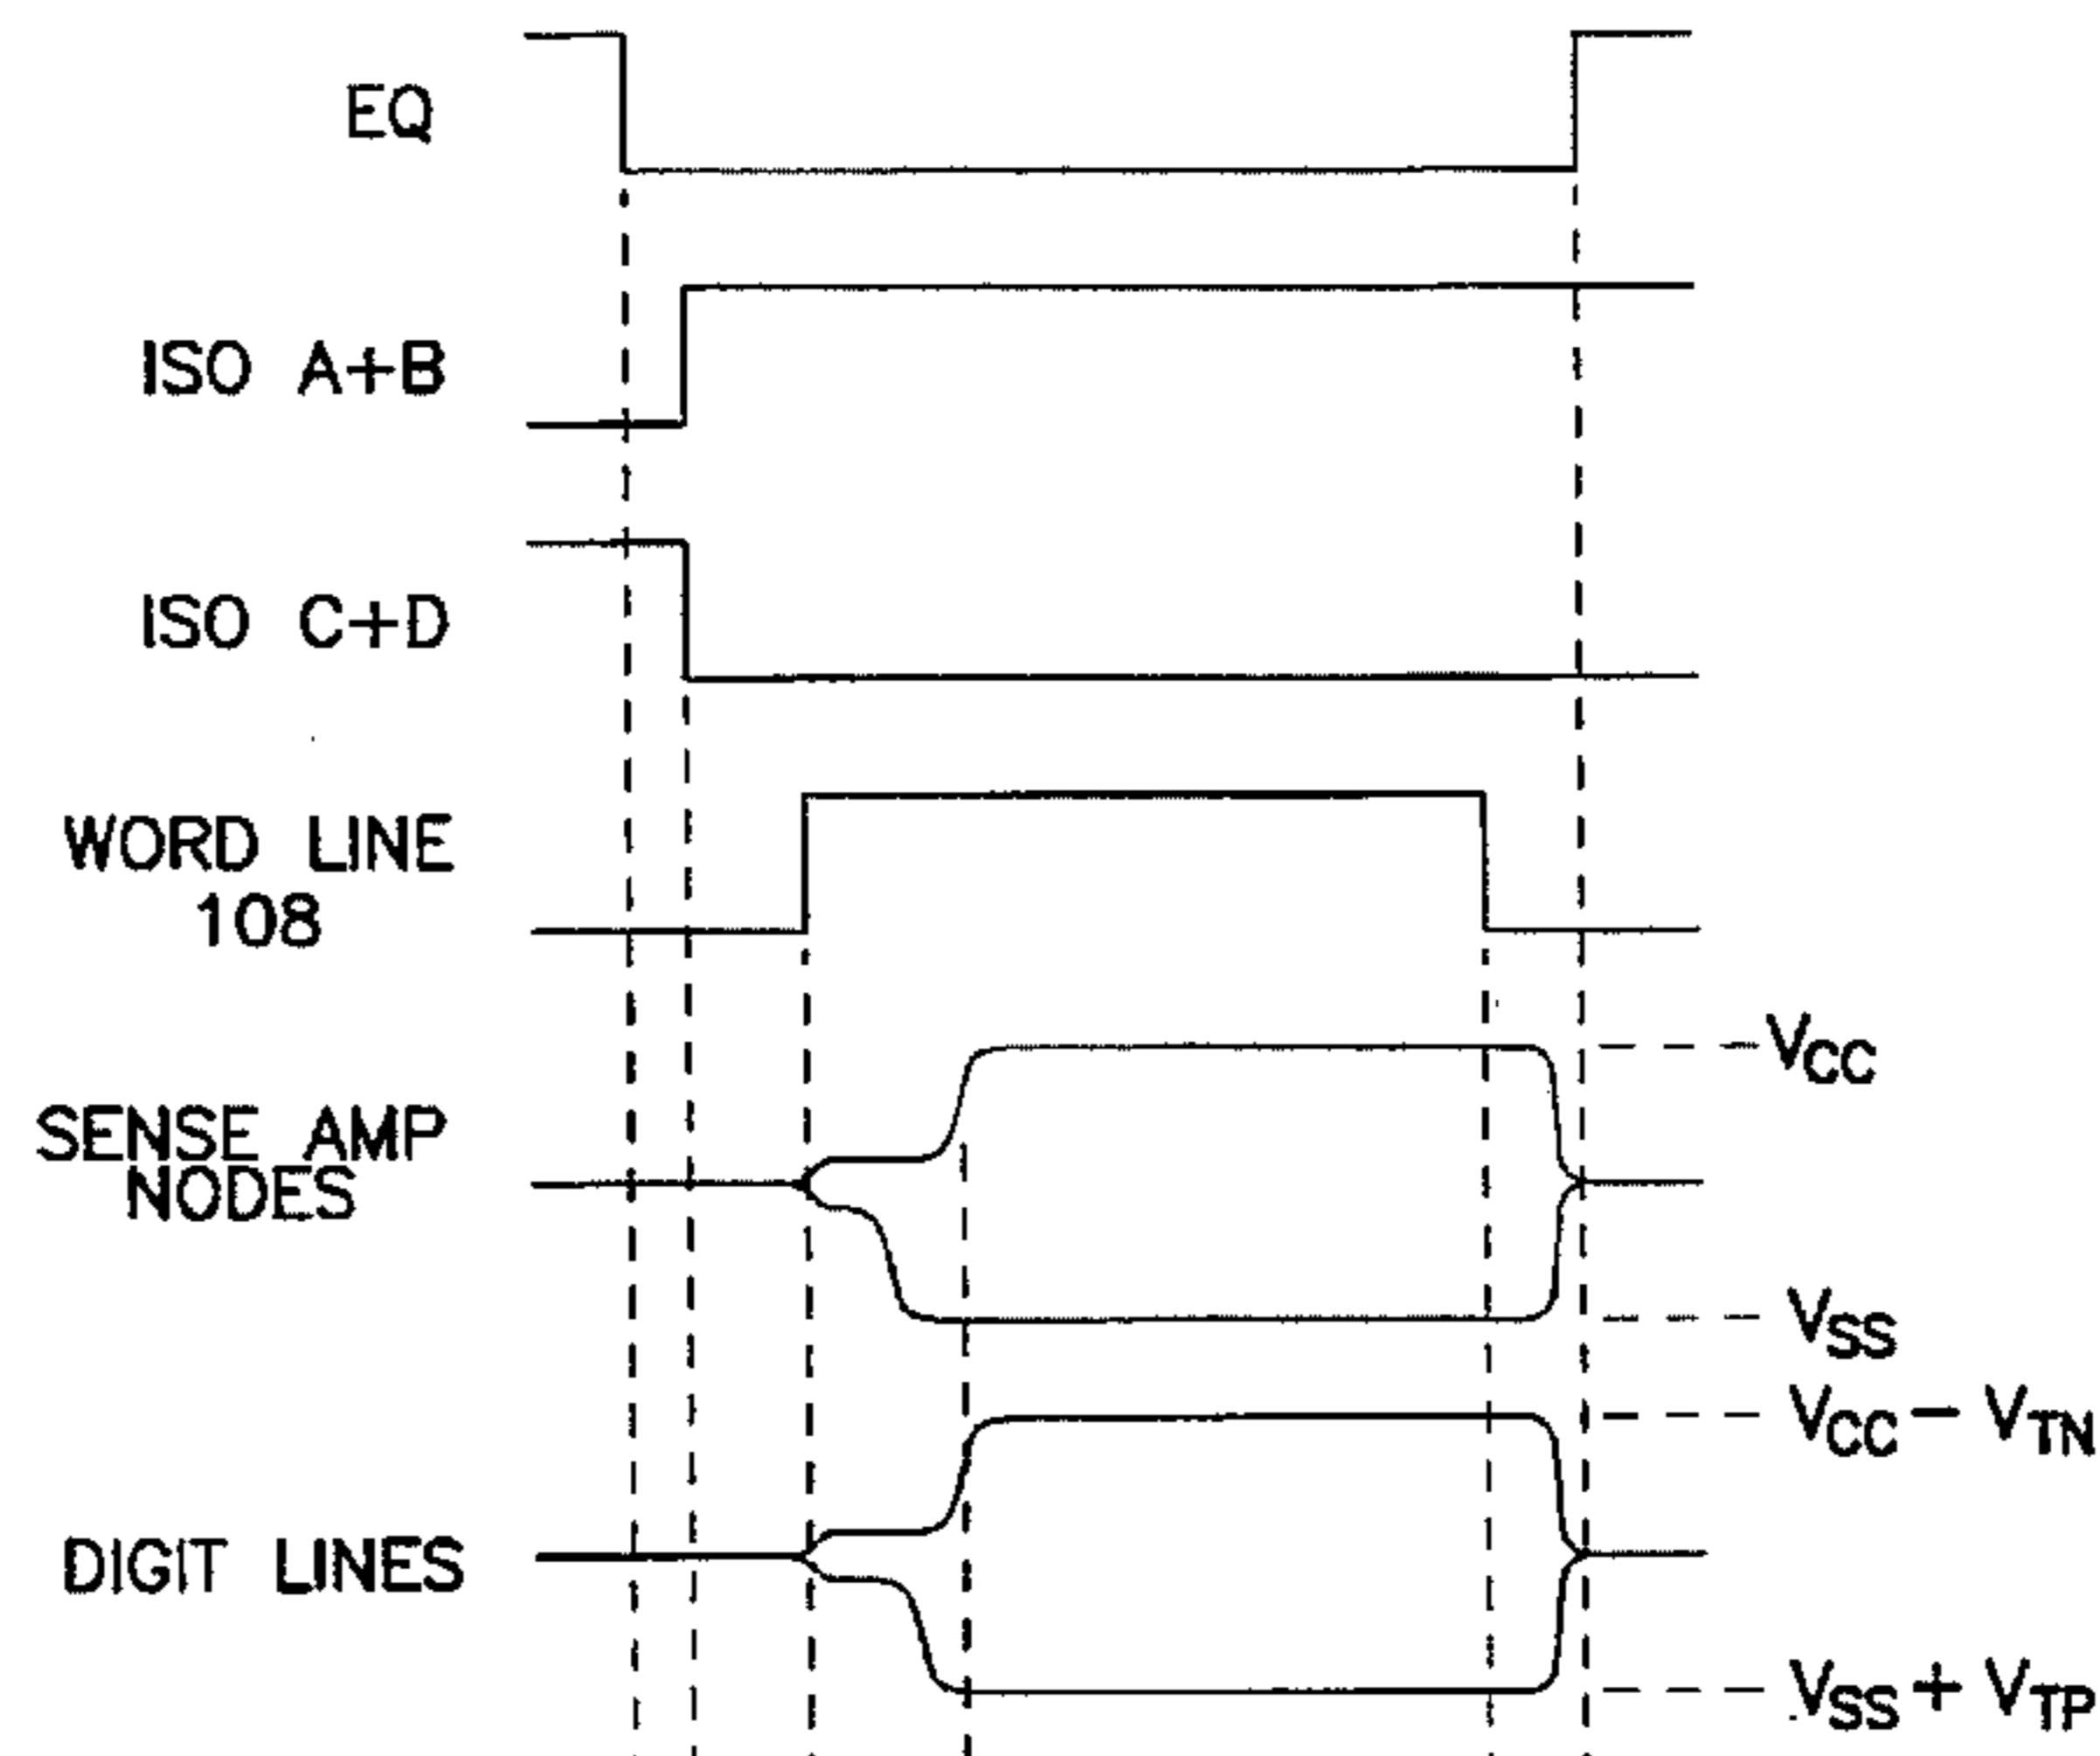 EQ
ISO A+B
ISO C+D
WORD LINE
108
VCC
SENSE AMP
NODES
VSS
VCC - VTN
DIGIT LINES
VSS + VTP